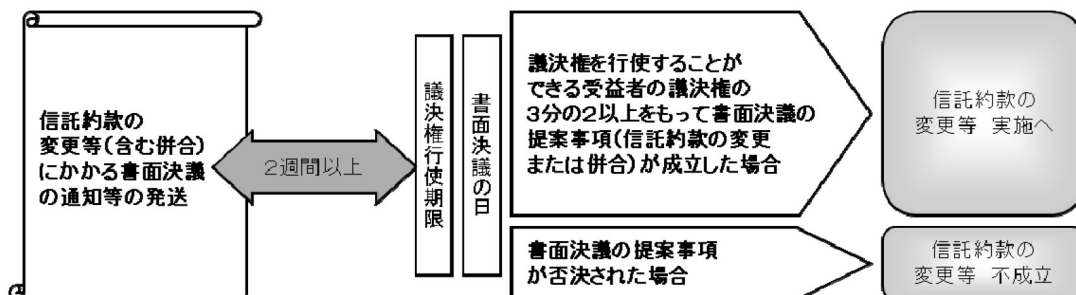 信託約款の
変更等(含む併合)
にかかる書面決議
の通知等の発送
2週間以上
議決権行使期限
書面決議の日
議決権を行使することが
できる受益者の議決権の
3分の2以上をもって書面決議の
提案事項(信託約款の変更
または併合)が成立した場合
信託約款の
変更等 実施へ
書面決議の提案事項
が否決された場合
信託約款の
変更等 不成立